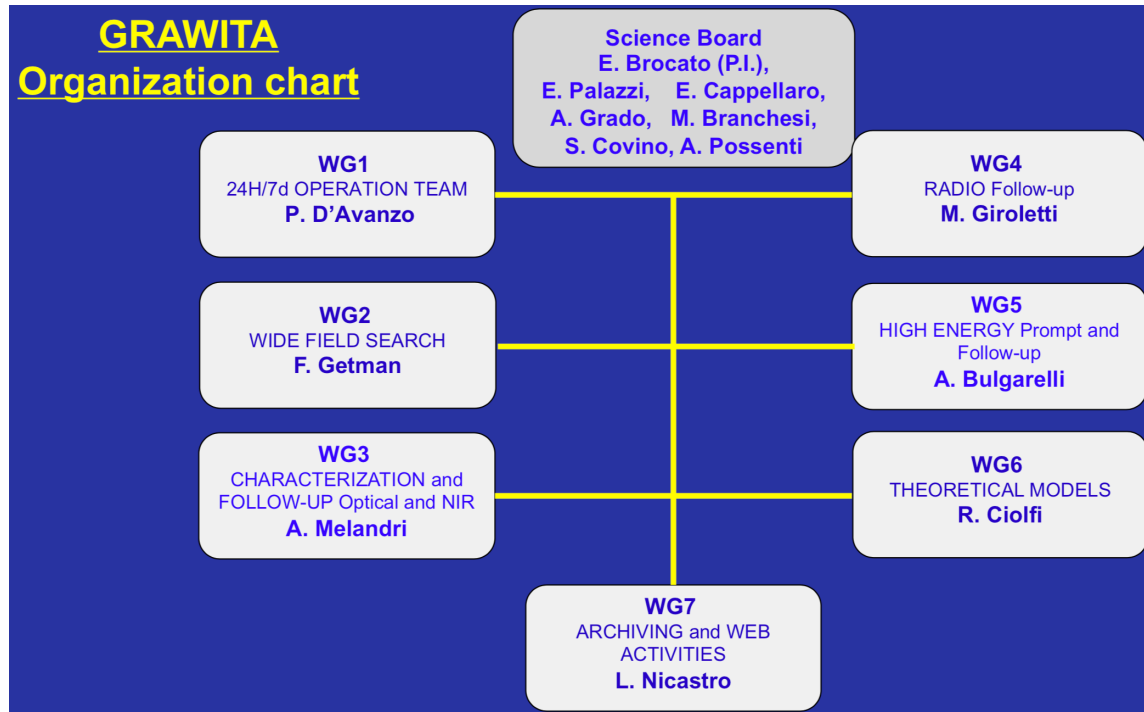 GRAWITA
Organization chart
Science Board
E. Brocato (P.I.),
E. Palazzi, E. Cappellaro,
A. Grado, M. Branchesi,
S. Covino, A. Possenti
WG1
24H/7d OPERATION TEAM
P. D’Avanzo
WG4
RADIO Follow-up
M. Giroletti
WG2
WIDE FIELD SEARCH
F. Getman
WG5
HIGH ENERGY Prompt and
Follow-up
A. Bulgarelli
WG3
CHARACTERIZATION and
FOLLOW-UP Optical and NIR
A. Melandri
WG6
THEORETICAL MODELS
R. Ciolfi
WG7
ARCHIVING and WEB
ACTIVITIES
L. Nicastro